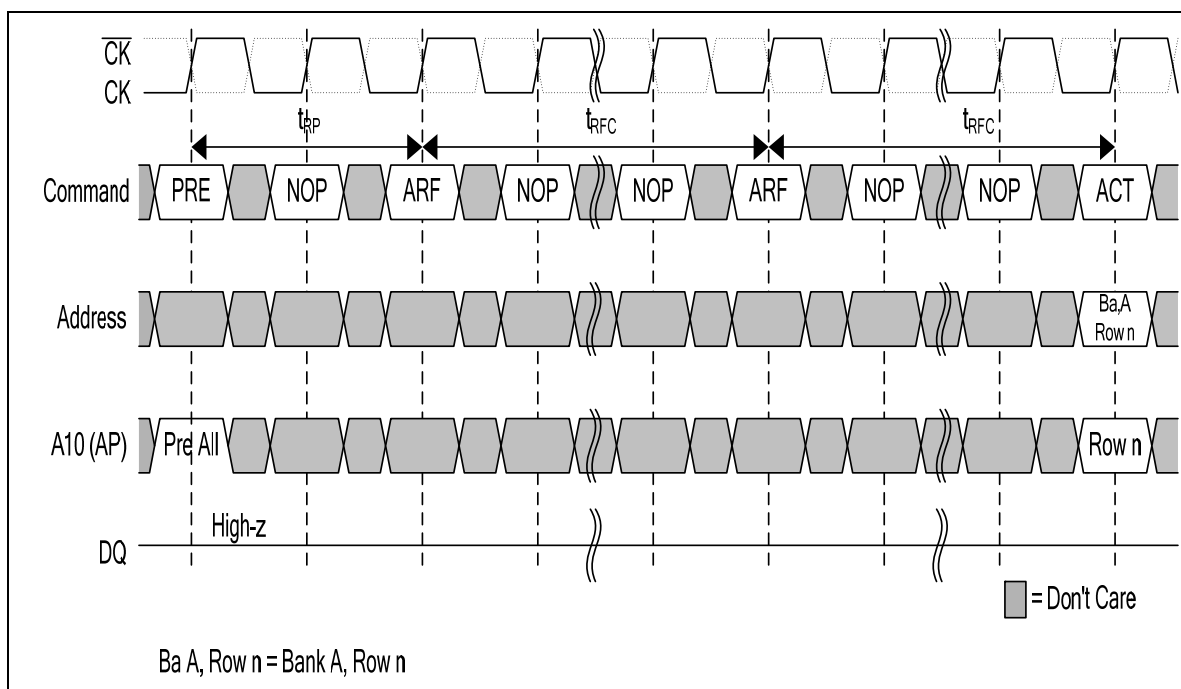 CK
CK
tRP tRFC tRFC
Command PRE NOP ARF NOP NOP ARF NOP NOP ACT
Address Ba,A
Row n
A10 (AP) Pre All Row n
High-z
DQ
= Don't Care
Ba A, Row n = Bank A, Row n